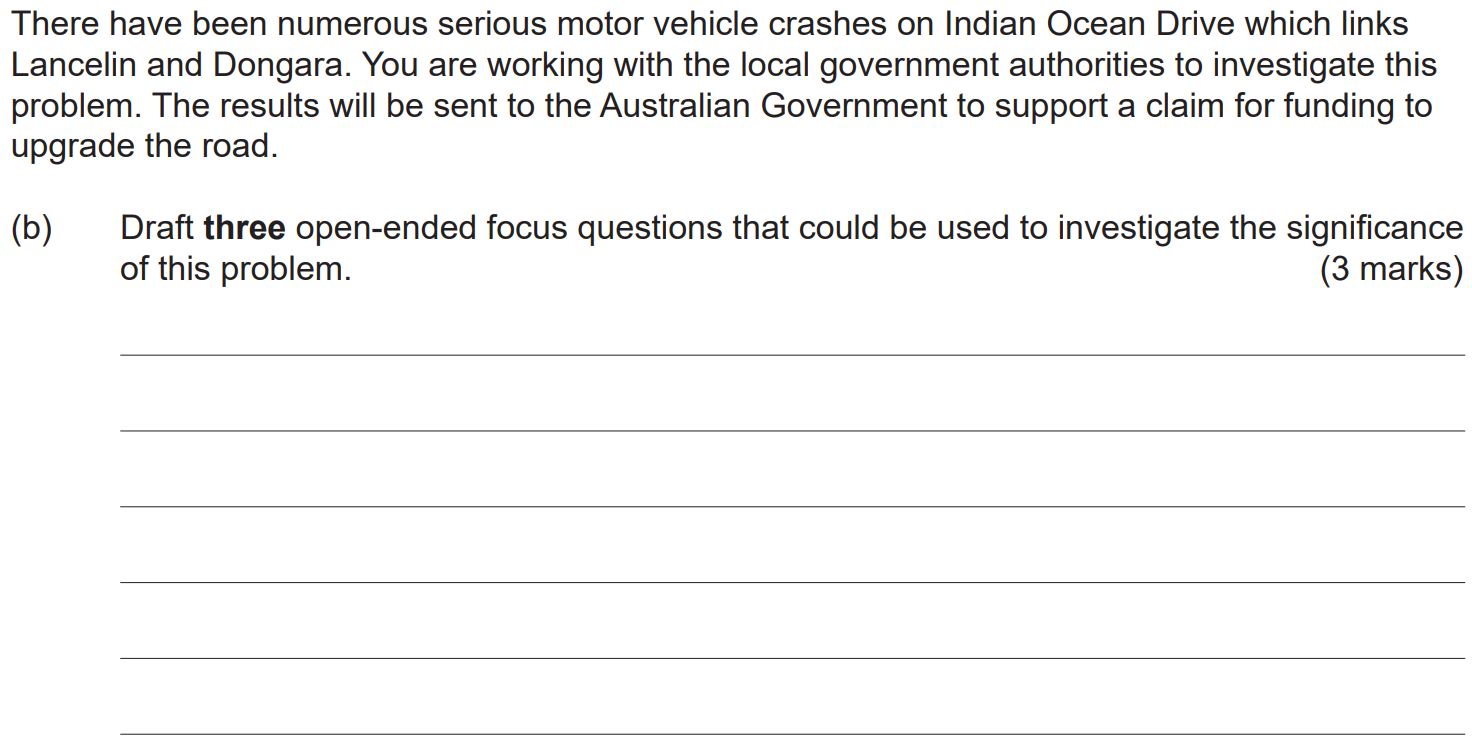 There have been numerous serious motor vehicle crashes on Indian Ocean Drive which links
Lancelin and Dongara. You are working with the local government authorities to investigate this
problem. The results will be sent to the Australian Government to support a claim for funding to
upgrade the road.
(b) Draft three open-ended focus questions that could be used to investigate the significance
of this problem. (3 marks)